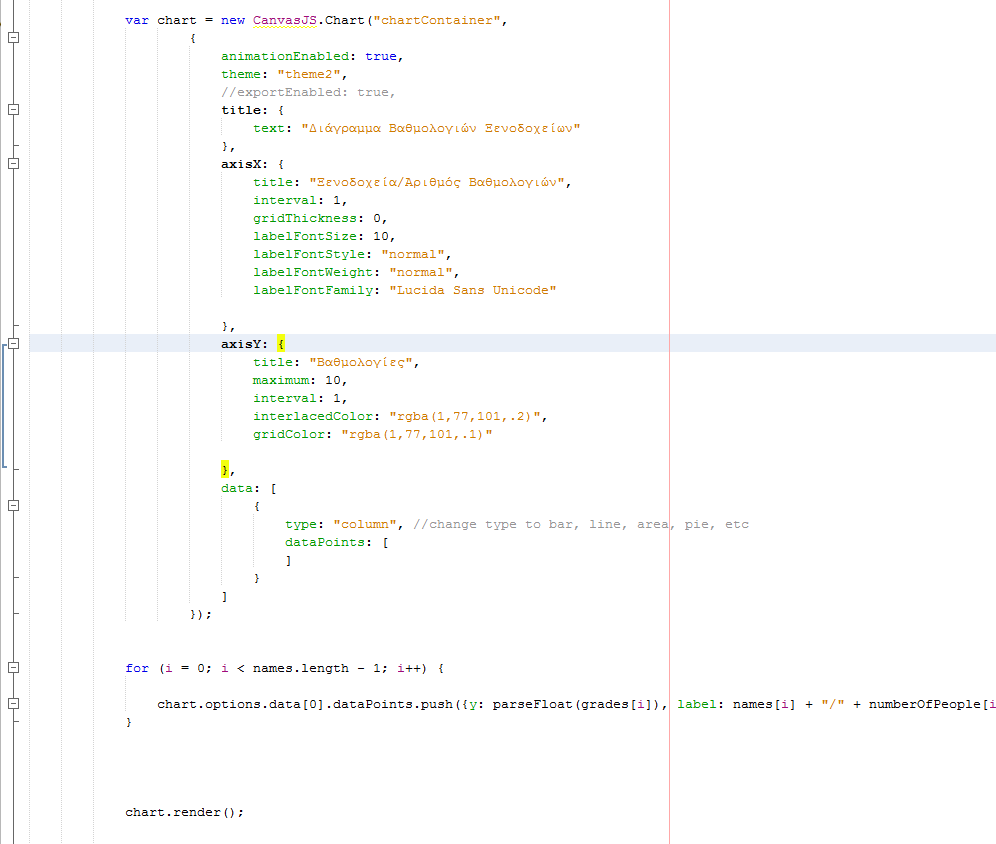 var chart = new CanvasJS.Chart("chartContainer",
{
animationEnabled: true,
theme: "theme2",
//exportEnabled: true,
title: {
text: "Διάγραμμα Βαθμολογιών Ξενοδοχείων"
},
axisX: {
title: "Ξενοδοχεία/Αριθμός Βαθμολογιών",
interval: 1,
gridThickness: 0,
labelFontSize: 10,
labelFontStyle: "normal",
labelFontWeight: "normal",
labelFontFamily: "Lucida Sans Unicode"
},
axisY: {
title: "Βαθμολογίες",
maximum: 10,
interval: 1,
interlacedColor: "rgba(1,77,101,.2)",
gridColor: "rgba(1,77,101,.1)"
},
data: [
{
type: "column", //change type to bar, line, area, pie, etc
dataPoints: [
]
}
]
});
for (i = 0; i < names.length - 1; i++) {
chart.options.data[0].dataPoints.push({y: parseFloat(grades[i]), label: names[i] + "/" + numberOfPeople[i
}
chart.render();